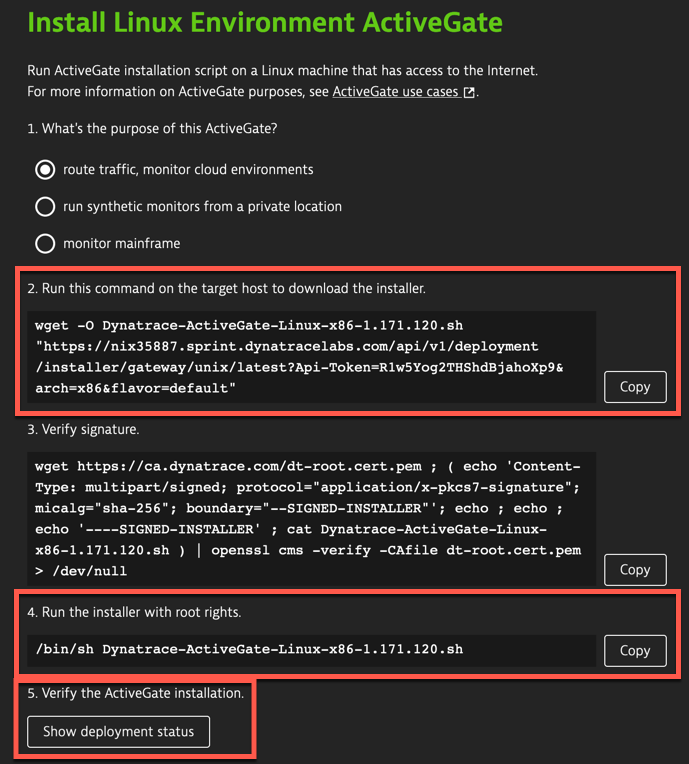 Install Linux Environment ActiveGate
Run ActiveGate installation script on a Linux machine that has access to the Internet.
For more information on ActiveGate purposes, see ActiveGate use cases.
1. What's the purpose of this ActiveGate?
route traffic, monitor cloud environments
run synthetic monitors from a private location
monitor mainframe
2. Run this command on the target host to download the installer.
wget -O Dynatrace-ActiveGate-Linux-x86-1.171.120.sh
"https://nix35887.sprint.dynatracelabs.com/api/v1/deployment
/installer/gateway/unix/latest?Api-Token=R1w5Yog2THShdBjahoXp9&
arch=x86&flavor=default"
Copy
3. Verify signature.
wget https://ca.dynatrace.com/dt-root.cert.pem ; ( echo 'Content-
Type: multipart/signed; protocol="application/x-pkcs7-signature";
micalg="sha-256"; boundary="--SIGNED-INSTALLER"'; echo ; echo ;
echo '----SIGNED-INSTALLER' ; cat Dynatrace-ActiveGate-Linux-
x86-1.171.120.sh ) | openssl cms -verify -CAfile dt-root.cert.pem
> /dev/null
Copy
4. Run the installer with root rights.
/bin/sh Dynatrace-ActiveGate-Linux-x86-1.171.120.sh
Copy
5. Verify the ActiveGate installation.
Show deployment status